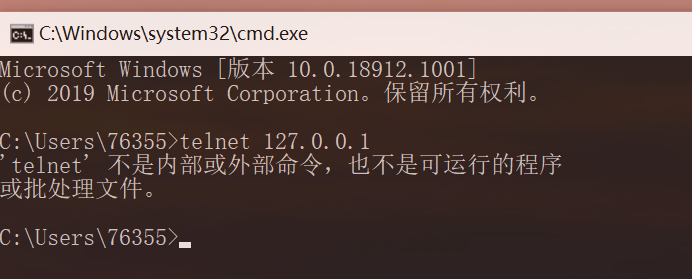 C:\Windows\system32\cmd.exe
Microsoft Windows [版本 10.0.18912.1001]
(c) 2019 Microsoft Corporation。保留所有权利。
C:\Users\76355>telnet 127.0.0.1
'telnet' 不是内部或外部命令，也不是可运行的程序
或批处理文件。
C:\Users\76355>